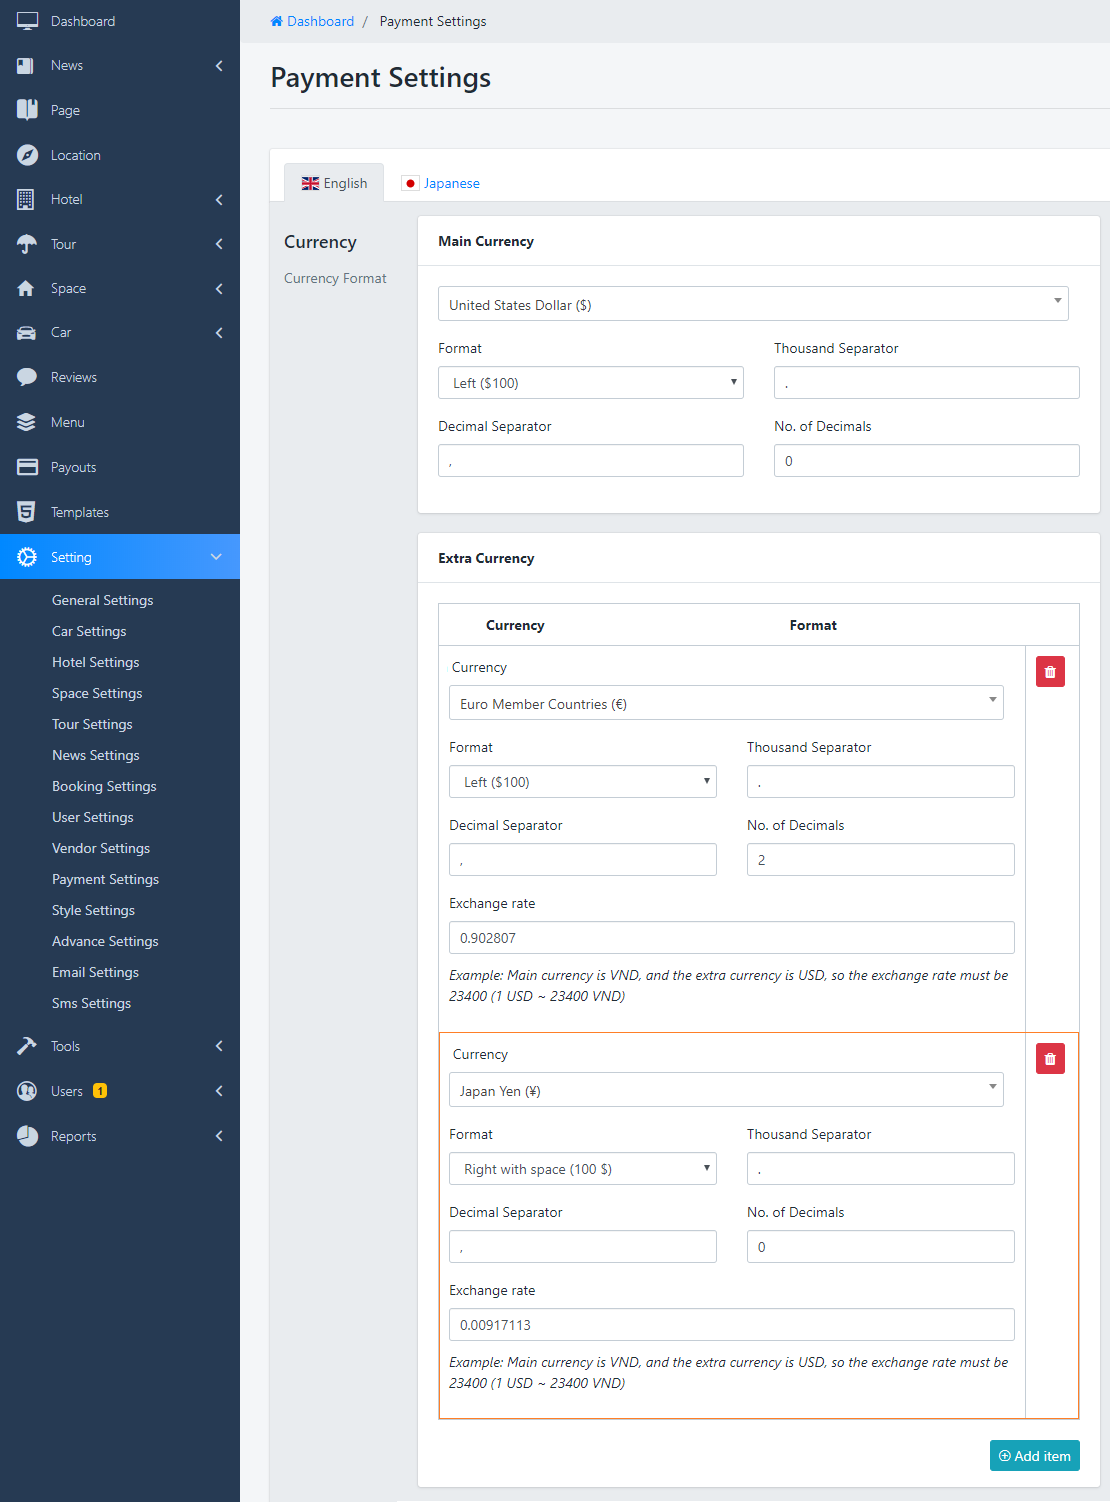 Dashboard
News
Page
Location
Hotel
Tour
Space
Car
Reviews
Menu
Payouts
Templates
Setting
General Settings
Car Settings
Hotel Settings
Space Settings
Tour Settings
News Settings
Booking Settings
User Settings
Vendor Settings
Payment Settings
Style Settings
Advance Settings
Email Settings
Sms Settings
Tools
Users 1
Reports
Dashboard / Payment Settings
Payment Settings
English Japanese
Currency
Currency Format
Main Currency
United States Dollar ($)
Format Thousand Separator
Left ($100) .
Decimal Separator No. of Decimals
, 0
Extra Currency
Currency Format
Currency
Euro Member Countries (€)
Format Thousand Separator
Left ($100) .
Decimal Separator No. of Decimals
, 2
Exchange rate
0.902807
Example: Main currency is VND, and the extra currency is USD, so the exchange rate must be
23400 (1 USD ~ 23400 VND)
Currency
Japan Yen (¥)
Format Thousand Separator
Right with space (100 $) .
Decimal Separator No. of Decimals
, 0
Exchange rate
0.00917113
Example: Main currency is VND, and the extra currency is USD, so the exchange rate must be
23400 (1 USD ~ 23400 VND)
Add item